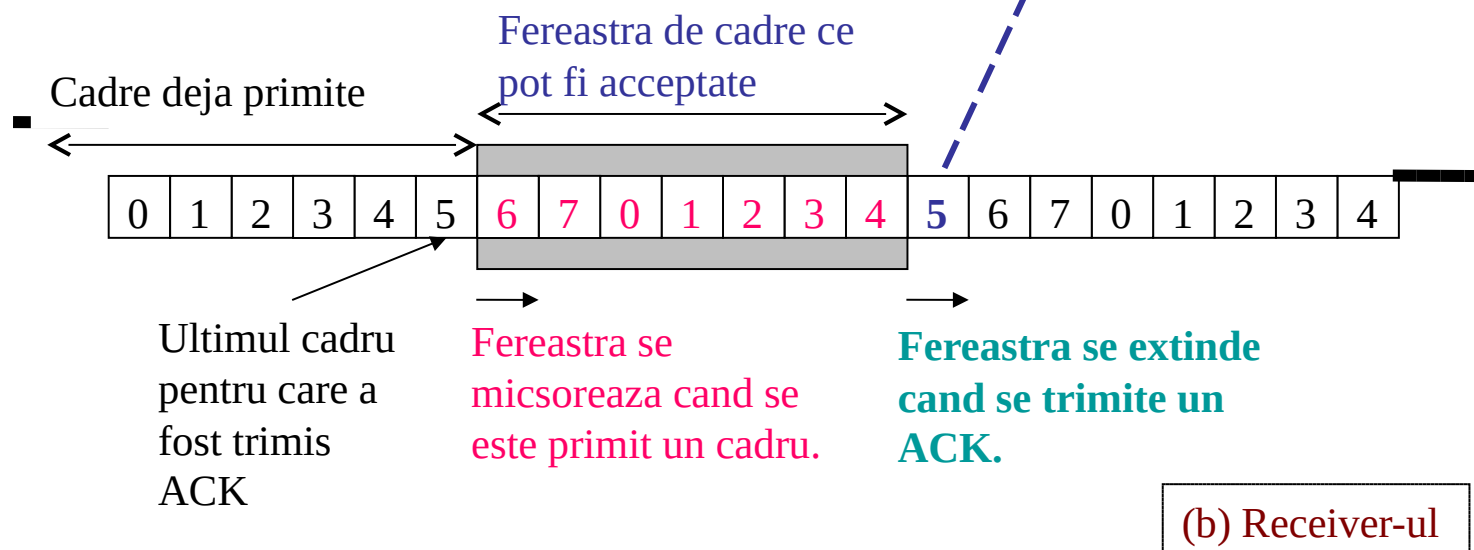 Fereastra de cadre ce
pot fi acceptate
Cadre deja primite
0 1 2 3 4 5 6 7 0 1 2 3 4 5 6 7 0 1 2 3 4
Ultimul cadru
pentru care a
fost trimis
ACK
Fereastra se
micsoreaza cand se
este primit un cadru.
Fereastra se extinde
cand se trimite un
ACK.
(b) Receiver-ul